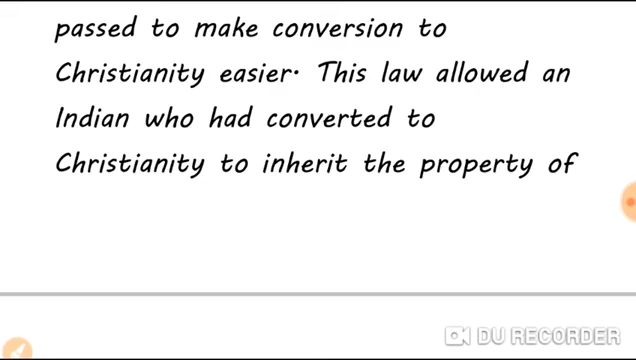 passed to make conversion to
Christianity easier. This law allowed an
Indian who had converted to
Christianity to inherit the property of
DU RECORDER